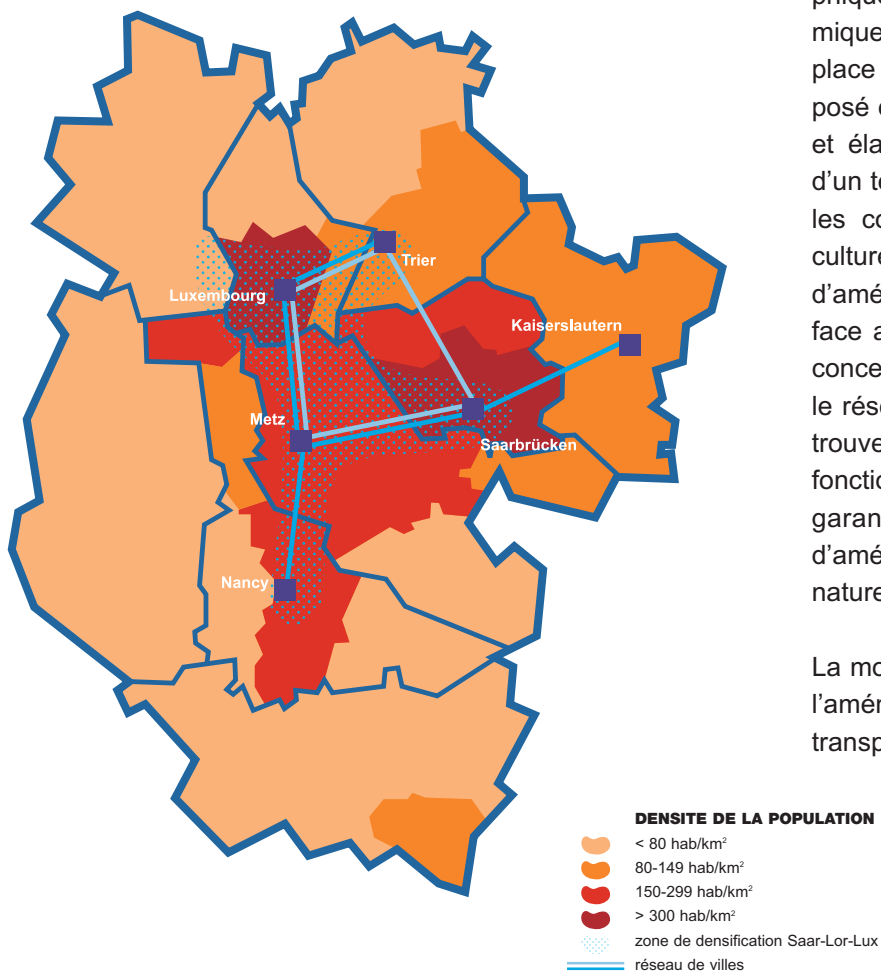 Trier
Luxembourg
Kaiserslautern
Metz
Saarbrücken
Nancy
phique
mique
place
posé
et éla
d'un te
les co
culture
d'amé
face a
conce
le rése
trouve
fonctio
garan
d'amé
nature
La mo
l'amén
transp
DENSITE DE LA POPULATION
< 80 hab/km²
80-149 hab/km²
150-299 hab/km²
> 300 hab/km²
zone de densification Saar-Lor-Lux
réseau de villes